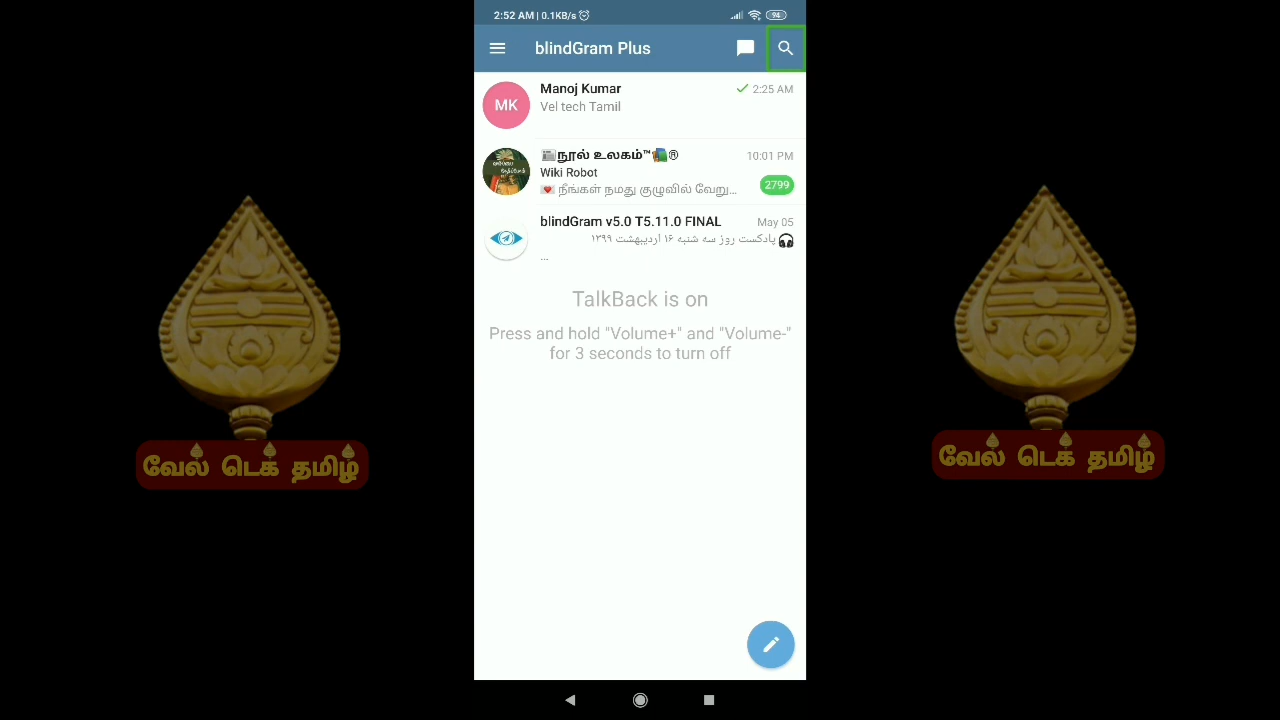 2:52 AM | 0.1KB/s
94
blindGram Plus
MK
Manoj Kumar
2:25 AM
Vel tech Tamil
📰நூல் உலகம்™📚®
10:01 PM
Wiki Robot
💌 நீங்கள் நமது குழுவில் வேறு...
2799
blindGram v5.0 T5.11.0 FINAL
May 05
🎧پادکست روز سه شنبه ۱۶ اردیبهشت ۱۳۹۹
...
TalkBack is on
Press and hold "Volume+" and "Volume-"
for 3 seconds to turn off
வேல் டெக் தமிழ்
வேல் டெக் தமிழ்